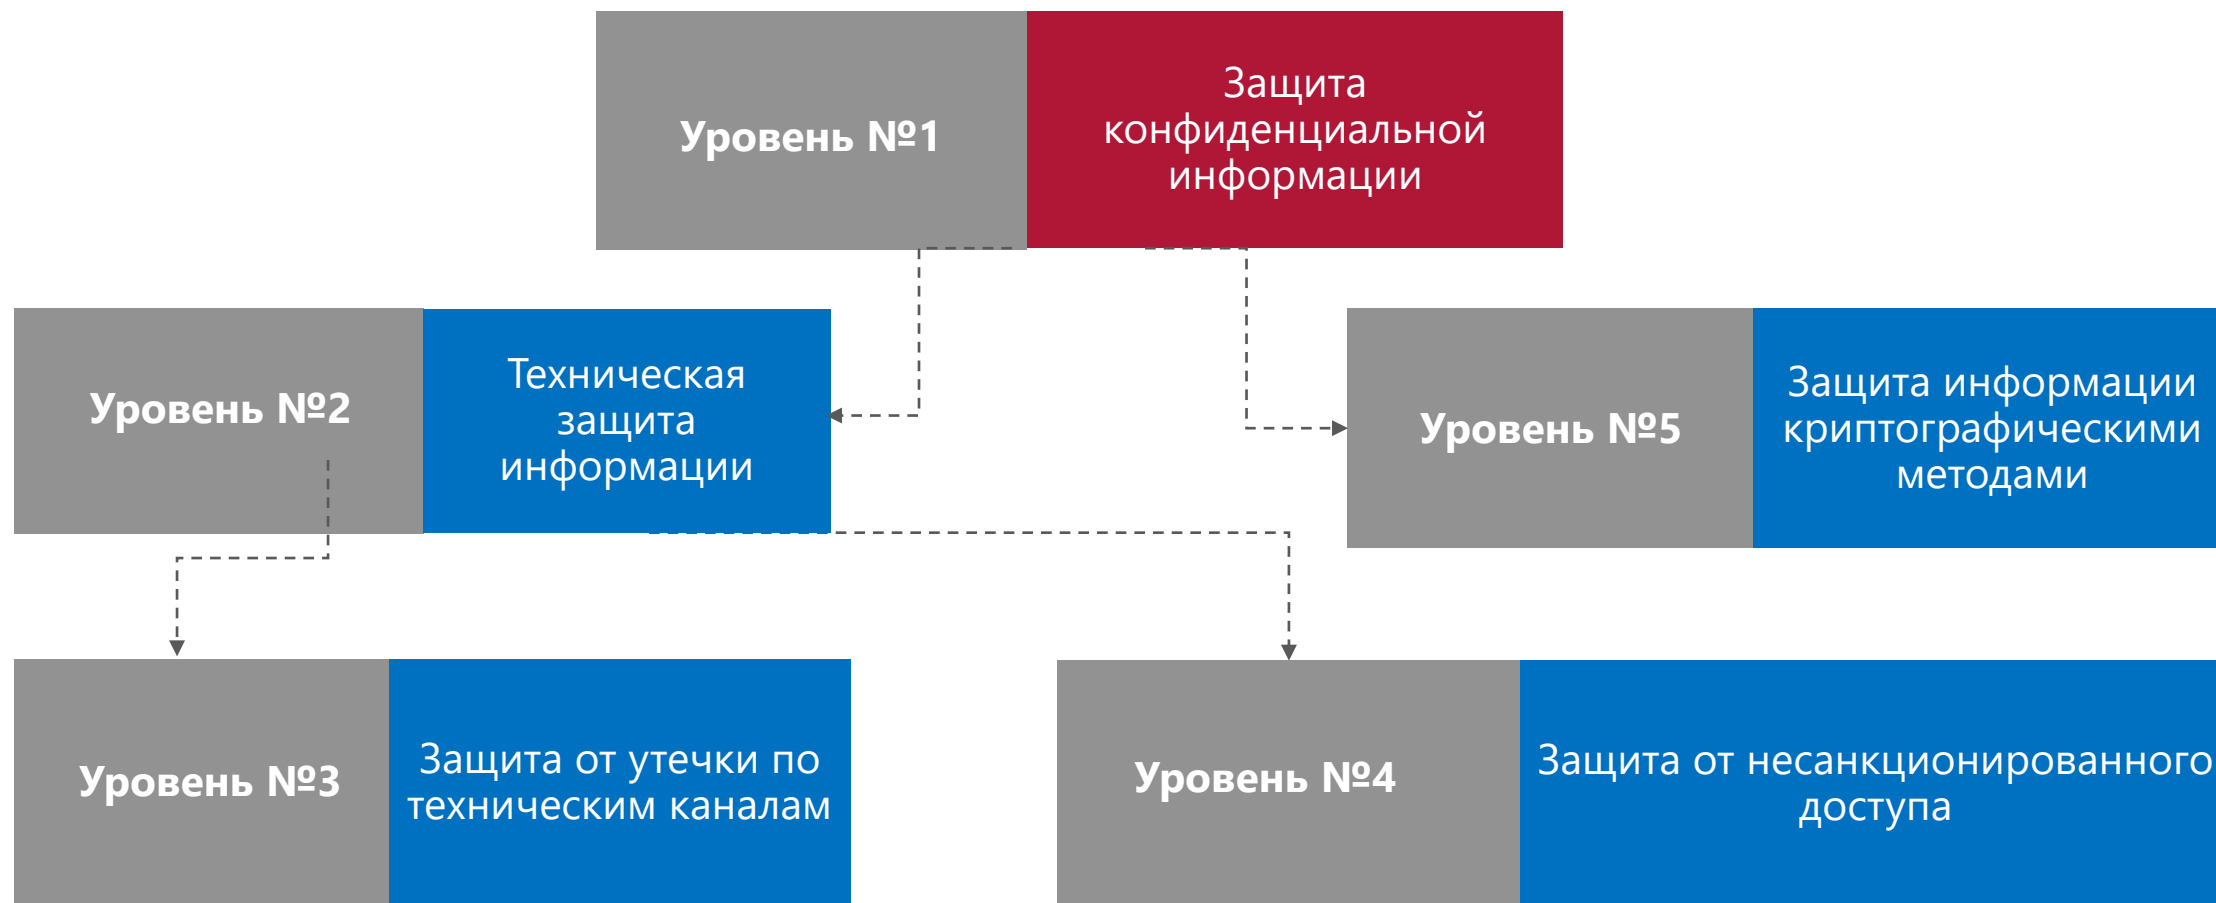 Уровень №1
Защита
конфиденциальной
информации
Уровень №2
Техническая
защита
информации
Уровень №5
Защита информации
криптографическими
методами
Уровень №3
Защита от утечки по
техническим каналам
Уровень №4
Защита от несанкционированного
доступа